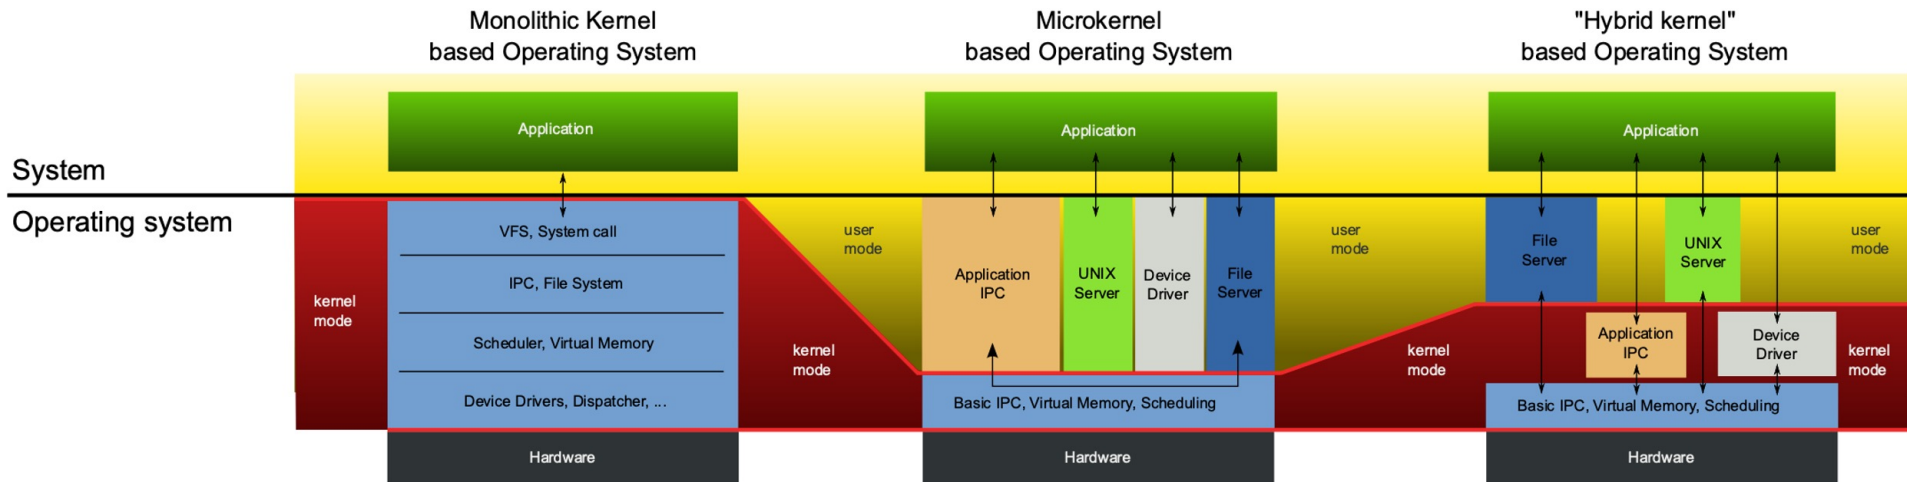 Monolithic Kernel
based Operating System
Microkernel
based Operating System
"Hybrid kernel"
based Operating System
System
Operating system
kernel
mode
Application
VFS, System call
IPC, File System
Scheduler, Virtual Memory
Device Drivers, Dispatcher, ...
Hardware
kernel
mode
user
mode
Application
Application
IPC
UNIX
Server
Device
Driver
File
Server
Basic IPC, Virtual Memory, Scheduling
Hardware
user
mode
kernel
mode
Application
File
Server
UNIX
Server
Application
IPC
Device
Driver
Basic IPC, Virtual Memory, Scheduling
Hardware
user
mode
kernel
mode